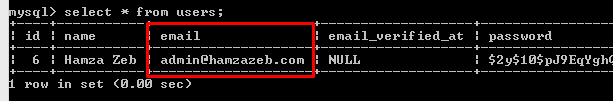 mysql> select * from users;
| id | name | email | email_verified_at | password
| 6 | Hamza Zeb | admin@hamzazeb.com | NULL | $2y$10$pJ9EqYgh
1 row in set (0.00 sec)